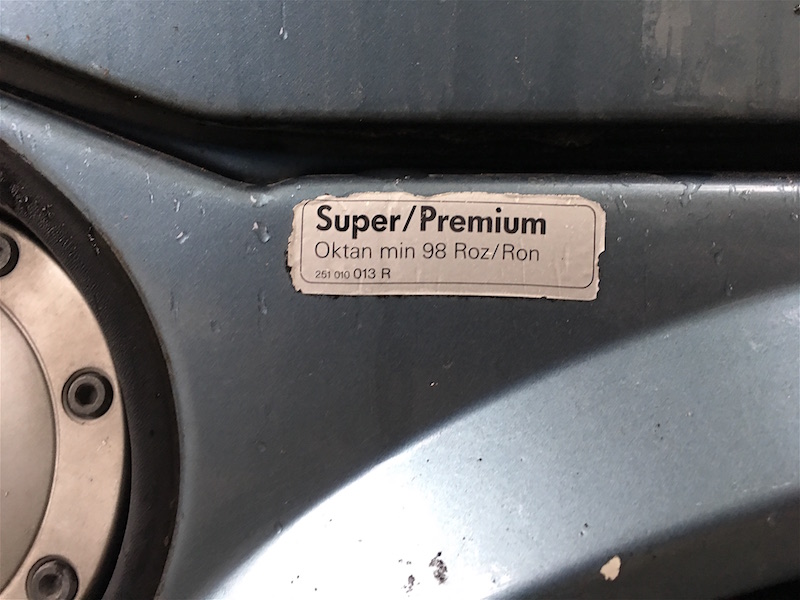 Super/Premium
Oktan min 98 Roz/Ron
251 010 013 R